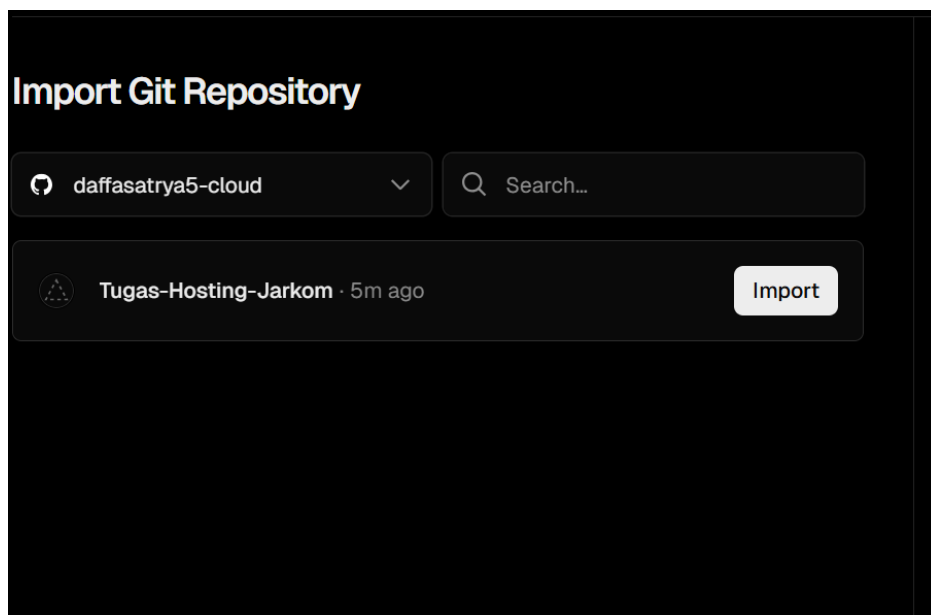 Import Git Repository
daffasatrya5-cloud
Search...
Tugas-Hosting-Jarkom · 5m ago
Import